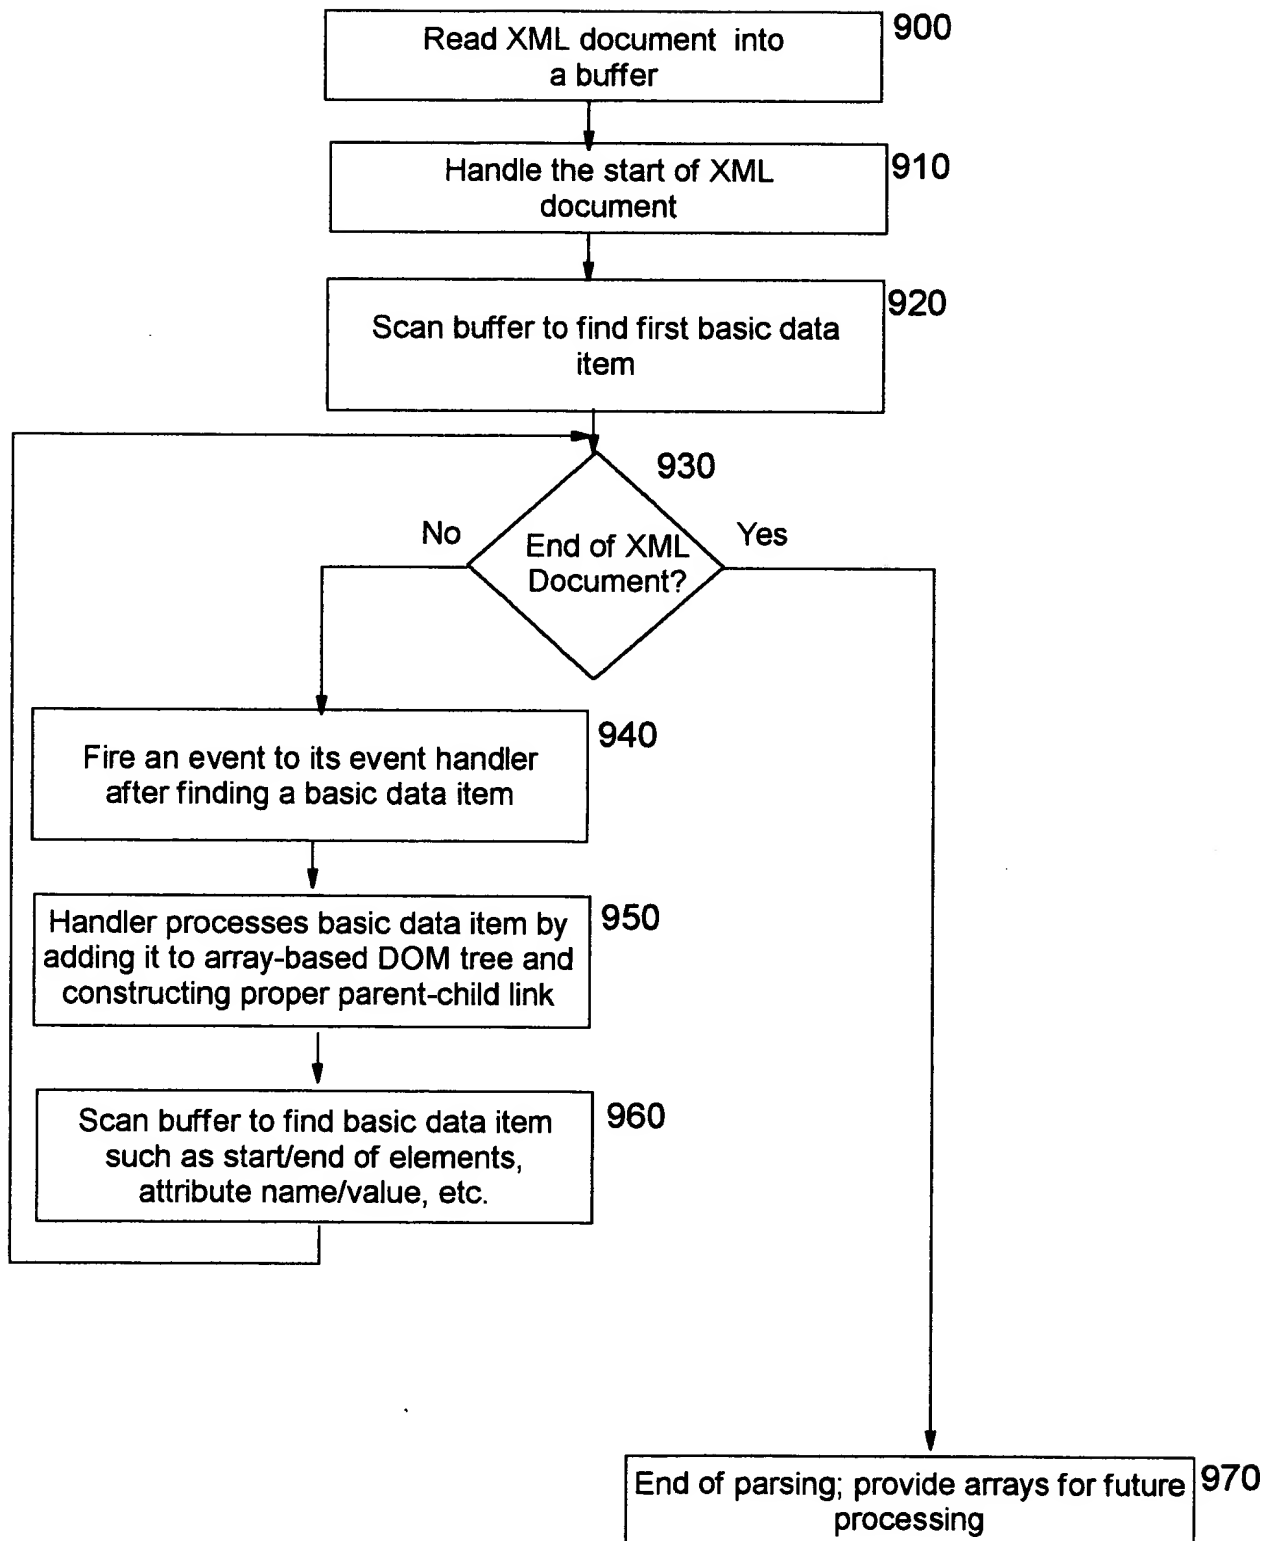 900
Read XML document into
a buffer
910
Handle the start of XML
document
920
Scan buffer to find first basic data
item
930
No
End of XML
Document?
Yes
940
Fire an event to its event handler
after finding a basic data item
950
Handler processes basic data item by
adding it to array-based DOM tree and
constructing proper parent-child link
960
Scan buffer to find basic data item
such as start/end of elements,
attribute name/value, etc.
970
End of parsing; provide arrays for future
processing